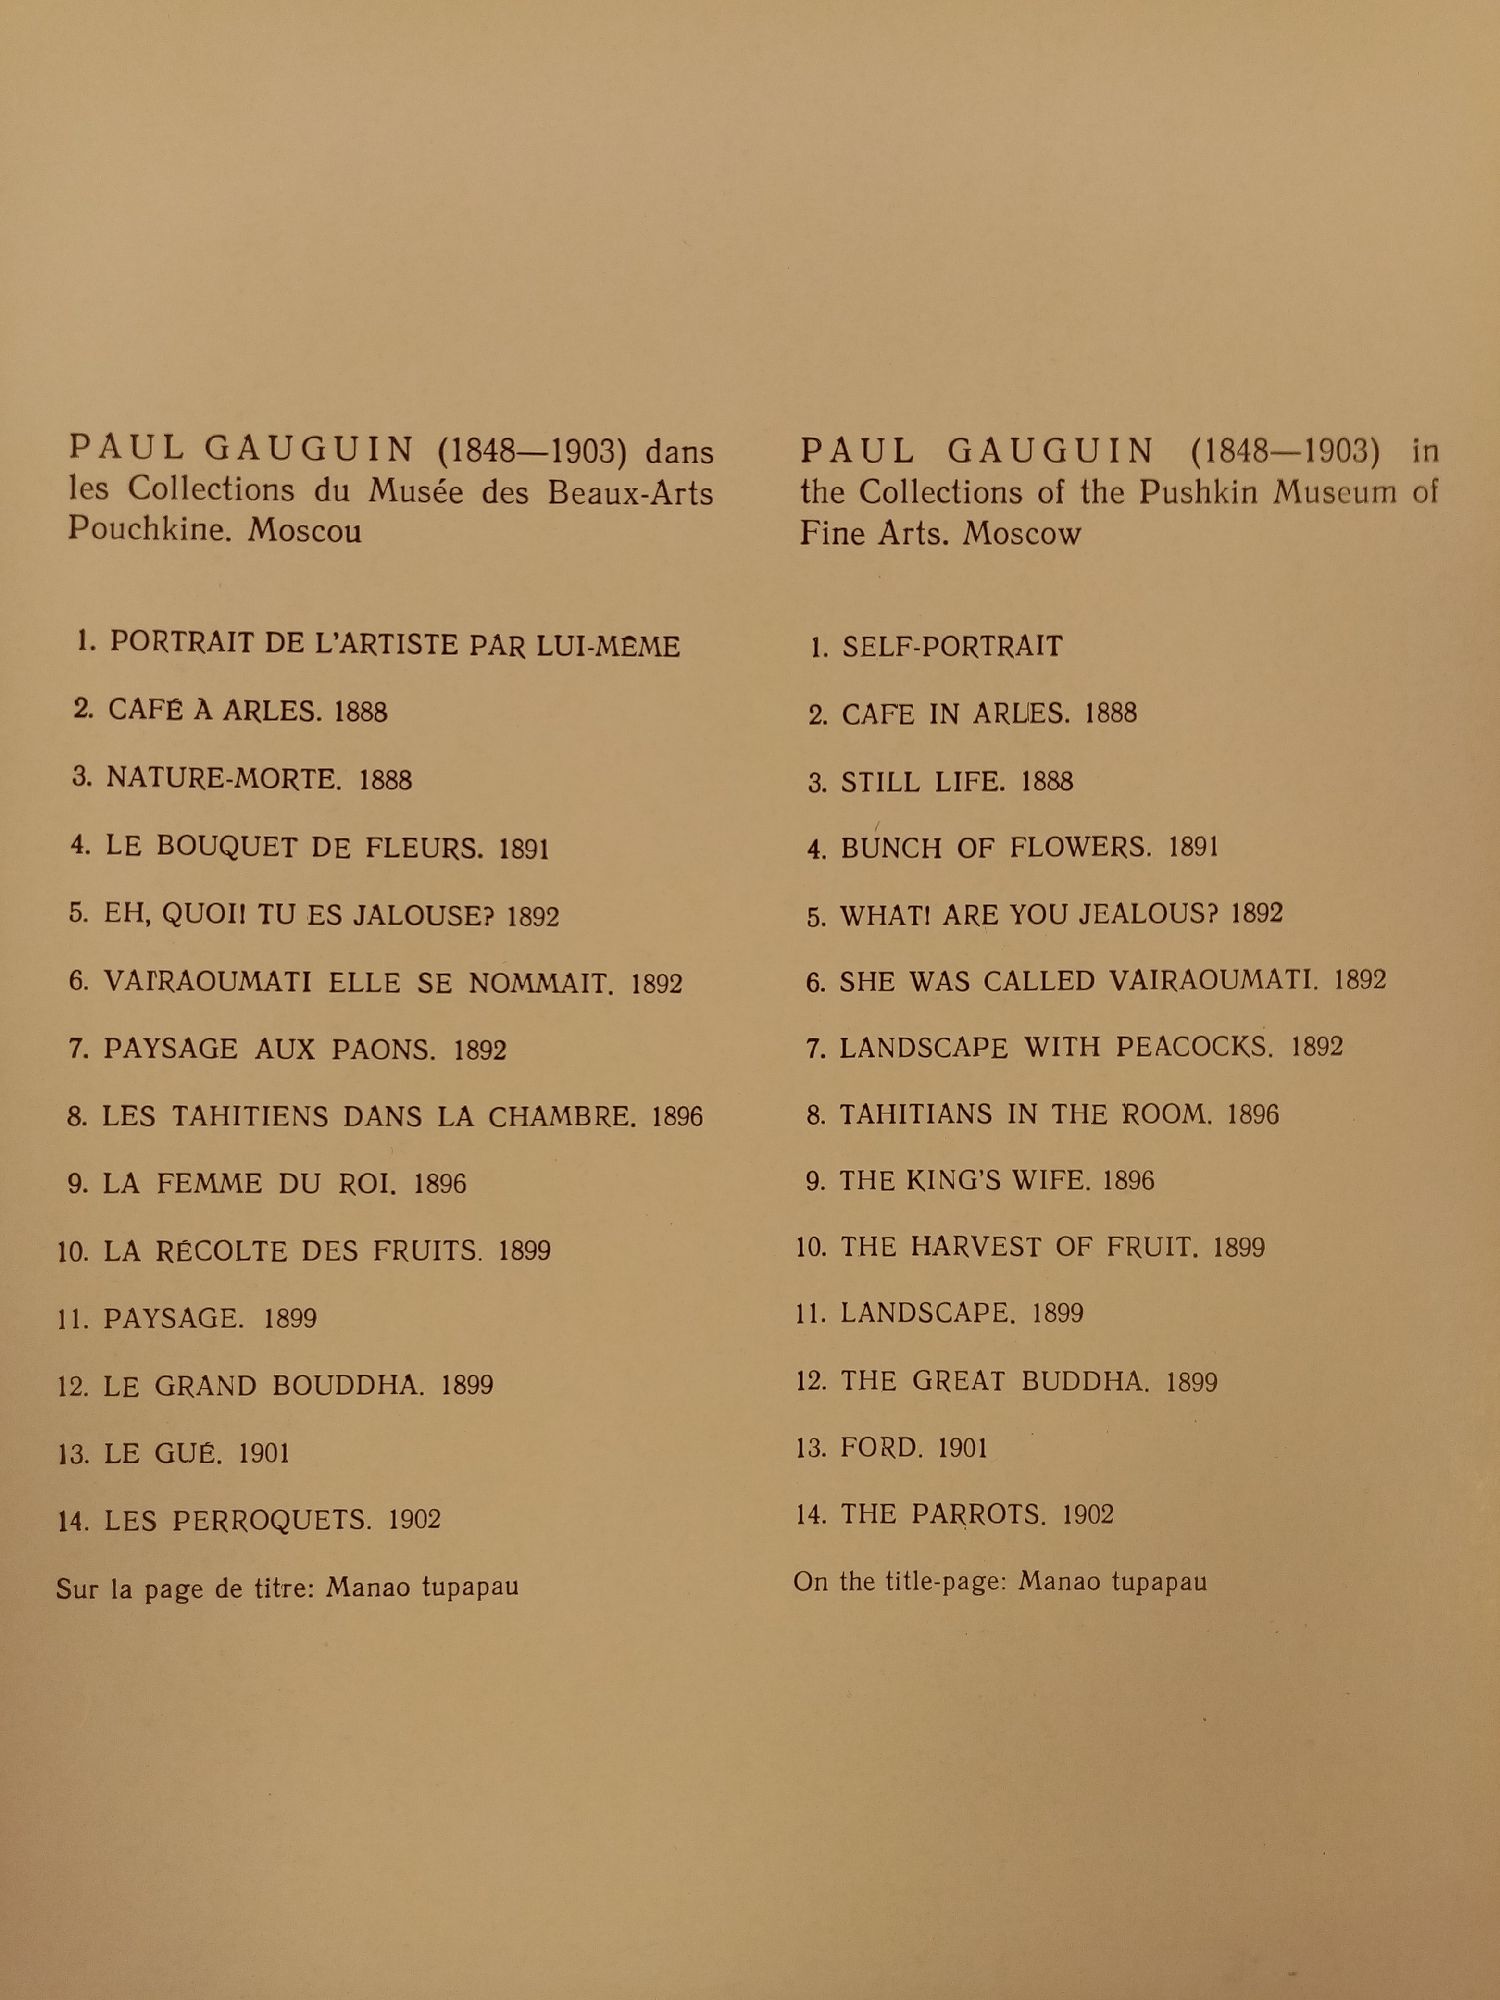 PAUL GAUGUIN (1848—1903) dans
les Collections du Musée des Beaux-Arts
Pouchkine. Moscou
1. PORTRAIT DE L'ARTISTE PAR LUI-MÊME
2. CAFÉ À ARLES. 1888
3. NATURE-MORTE. 1888
4. LE BOUQUET DE FLEURS. 1891
5. EH, QUOI! TU ES JALOUSE? 1892
6. VAÏRAOUMATI ELLE SE NOMMAIT. 1892
7. PAYSAGE AUX PAONS. 1892
8. LES TAHITIENS DANS LA CHAMBRE. 1896
9. LA FEMME DU ROI. 1896
10. LA RÉCOLTE DES FRUITS. 1899
11. PAYSAGE. 1899
12. LE GRAND BOUDDHA. 1899
13. LE GUÉ. 1901
14. LES PERROQUETS. 1902
Sur la page de titre: Manao tupapau
PAUL GAUGUIN (1848—1903) in
the Collections of the Pushkin Museum of
Fine Arts. Moscow
1. SELF-PORTRAIT
2. CAFE IN ARLES. 1888
3. STILL LIFE. 1888
4. BUNCH OF FLOWERS. 1891
5. WHAT! ARE YOU JEALOUS? 1892
6. SHE WAS CALLED VAIRAOUMATI. 1892
7. LANDSCAPE WITH PEACOCKS. 1892
8. TAHITIANS IN THE ROOM. 1896
9. THE KING'S WIFE. 1896
10. THE HARVEST OF FRUIT. 1899
11. LANDSCAPE. 1899
12. THE GREAT BUDDHA. 1899
13. FORD. 1901
14. THE PARROTS. 1902
On the title-page: Manao tupapau